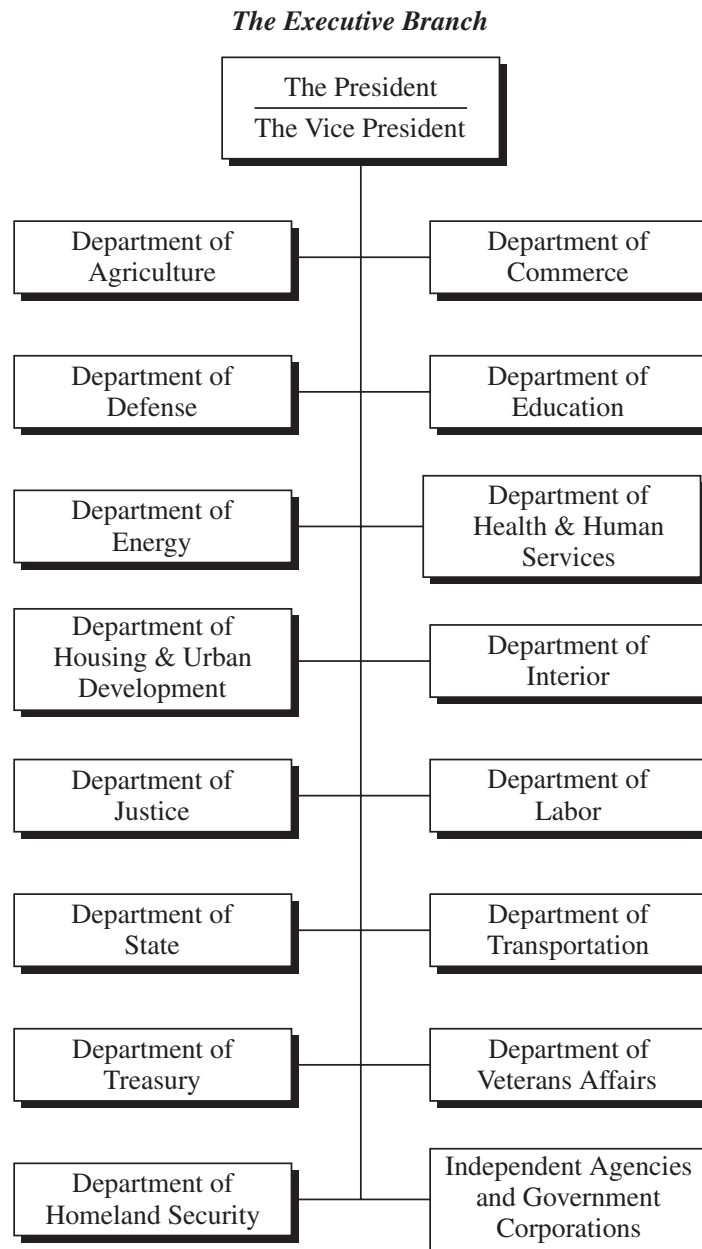 The Executive Branch
The President
The Vice President
Department of
Agriculture
Department of
Commerce
Department of
Defense
Department of
Education
Department of
Energy
Department of
Health & Human
Services
Department of
Housing & Urban
Development
Department of
Interior
Department of
Justice
Department of
Labor
Department of
State
Department of
Transportation
Department of
Treasury
Department of
Veterans Affairs
Department of
Homeland Security
Independent Agencies
and Government
Corporations